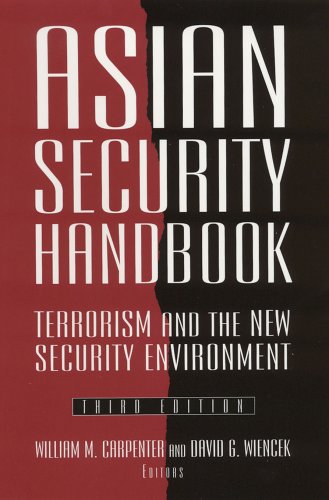 ASIAN
SECURITY
HANDBOOK
TERRORISM AND THE NEW
SECURITY ENVIRONMENT
THIRD EDITION
WILLIAM M. CARPENTER AND DAVID G. WIENCEK
EDITORS